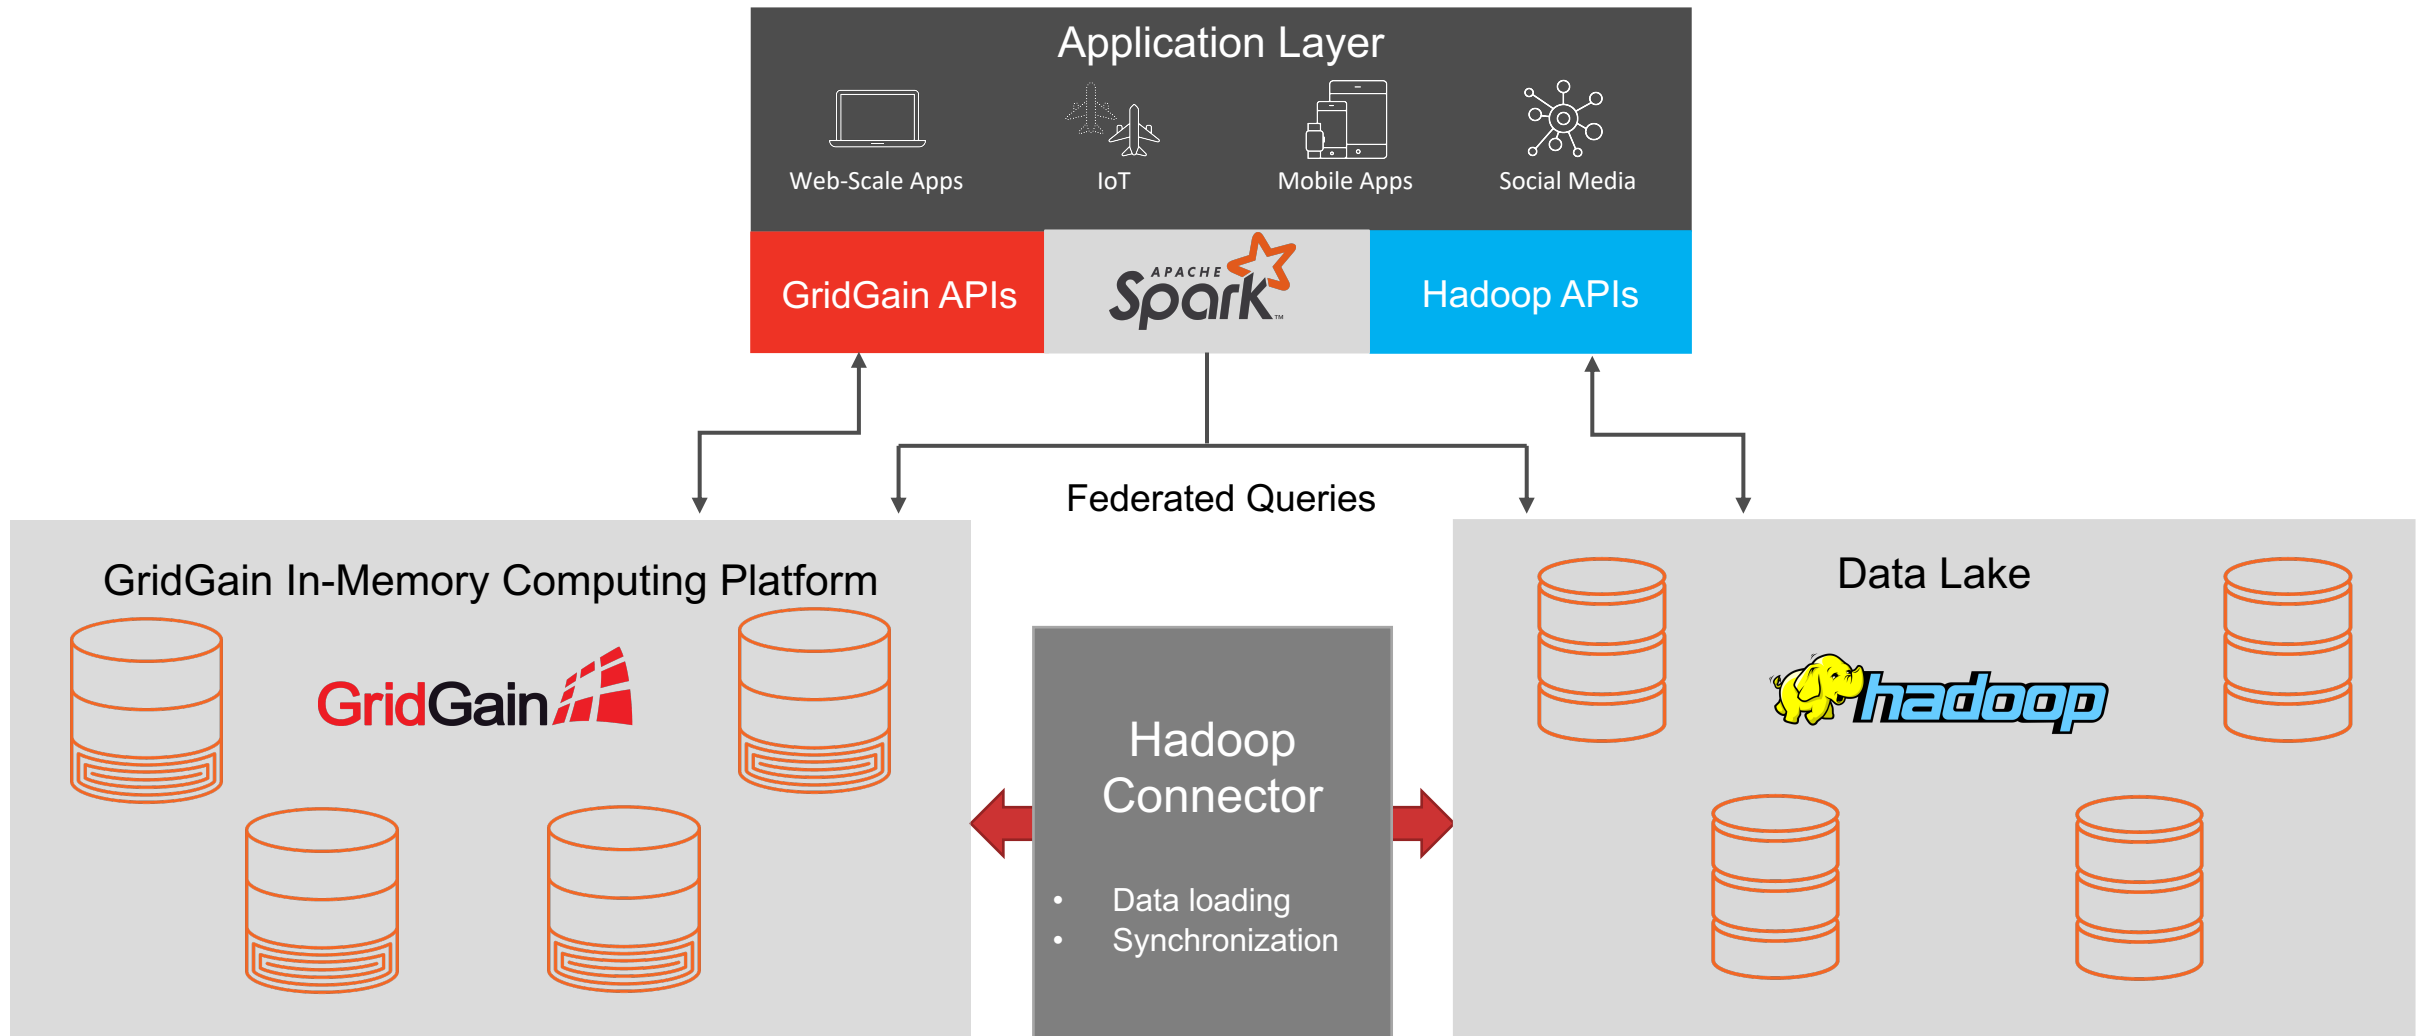 Application Layer
Web-Scale Apps
IoT
Mobile Apps
Social Media
GridGain APIs
APACHE
Spark™
Hadoop APIs
Federated Queries
GridGain In-Memory Computing Platform
GridGain
Hadoop
Connector
• Data loading
• Synchronization
Data Lake
hadoop